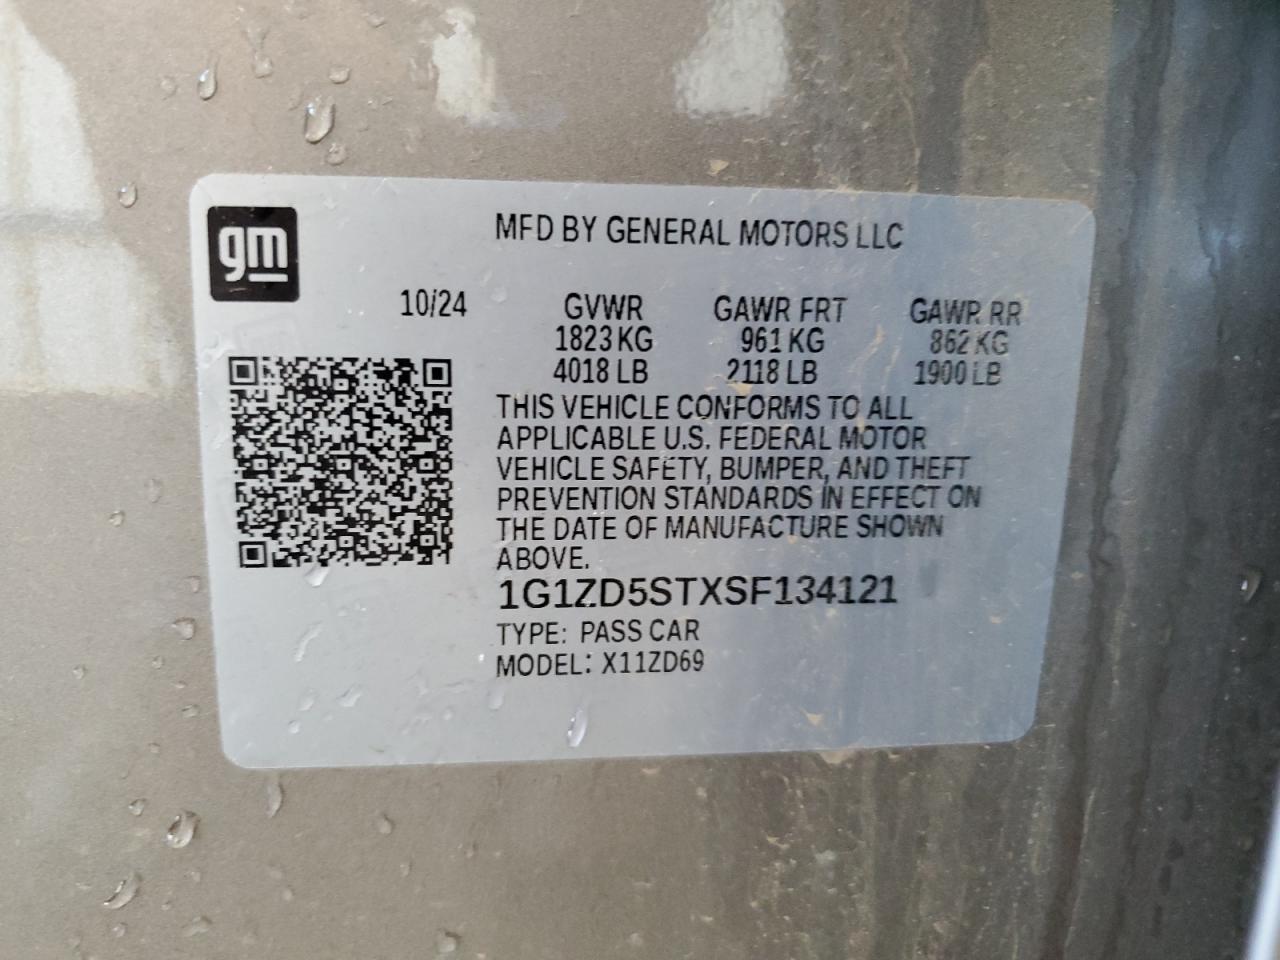 gm
MFD BY GENERAL MOTORS LLC
10/24 GVWR GAWR FRT GAWR RR
1823 KG 961 KG 862 KG
4018 LB 2118 LB 1900 LB
THIS VEHICLE CONFORMS TO ALL
APPLICABLE U.S. FEDERAL MOTOR
VEHICLE SAFETY, BUMPER, AND THEFT
PREVENTION STANDARDS IN EFFECT ON
THE DATE OF MANUFACTURE SHOWN
ABOVE.
1G1ZD5STXSF134121
TYPE: PASS CAR
MODEL: X11ZD69